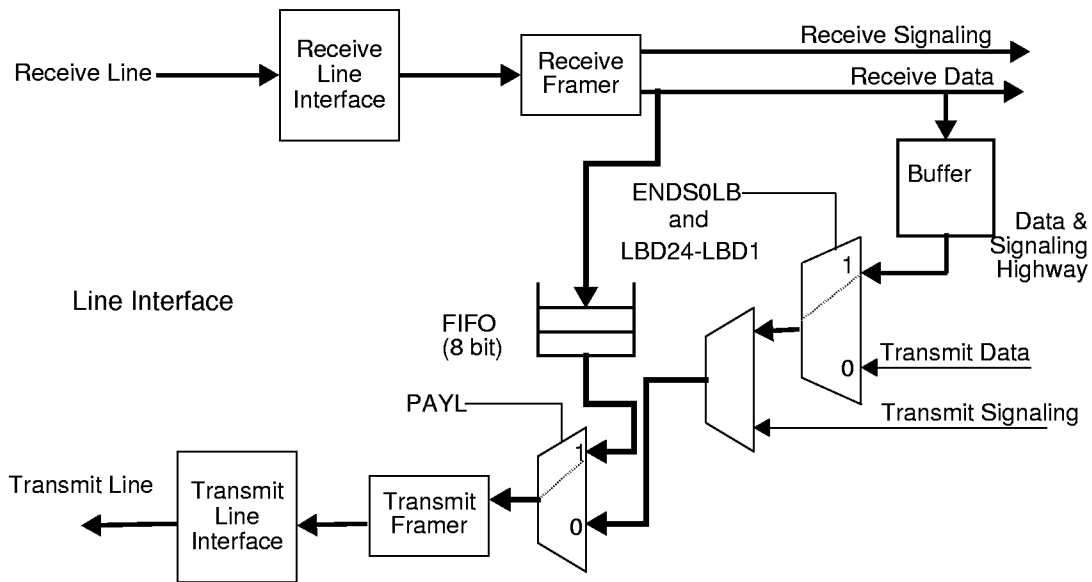 Receive Signaling
Receive Line
Receive
Line
Interface
Receive
Framer
Receive Data
Buffer
ENDS0LB
and
LBD24-LBD1
Data &
Signaling
Highway
1
Line Interface
FIFO
(8 bit)
Transmit Data
0
PAYL
Transmit Signaling
1
Transmit Line
Transmit
Line
Interface
Transmit
Framer
0